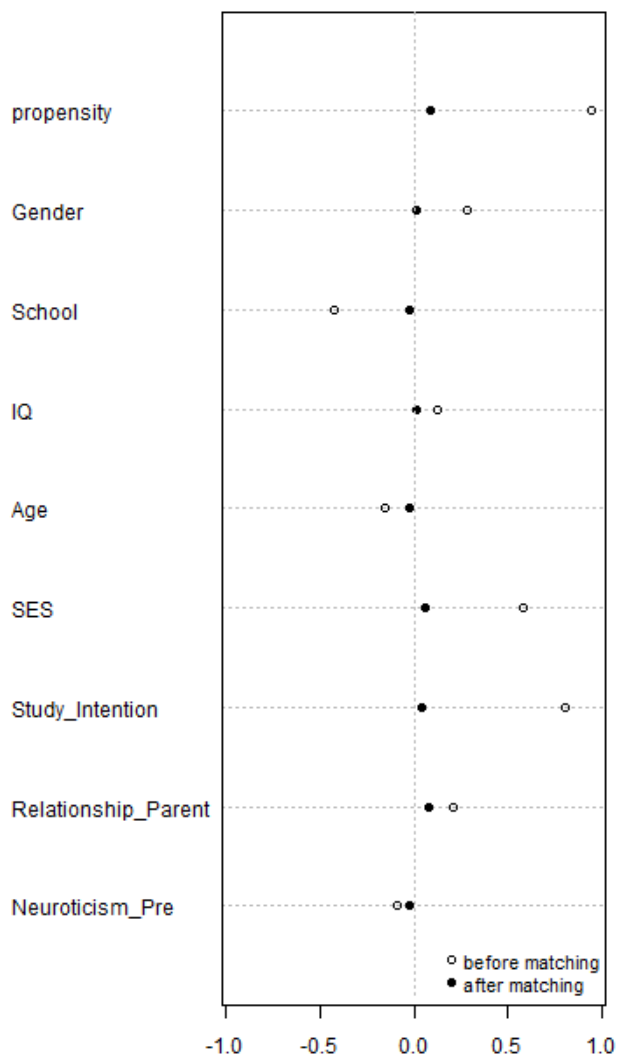 propensity
Gender
School
IQ
Age
SES
Study_Intention
Relationship_Parent
Neuroticism_Pre
before matching
after matching
-1.0 -0.5 0.0 0.5 1.0